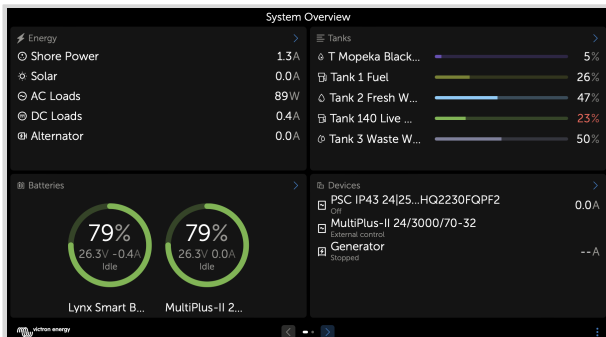 System Overview
Energy
Shore Power 1.3A
Solar 0.0A
AC Loads 89W
DC Loads 0.4A
Alternator 0.0A
Tanks
T Mopeka Black... 5%
Tank 1 Fuel 26%
Tank 2 Fresh W... 47%
Tank 140 Live ... 23%
Tank 3 Waste W... 50%
Batteries
79%
26.3V -0.4A
Idle
Lynx Smart B...
79%
26.3V 0.0A
Idle
MultiPlus-II 2...
Devices
PSC IP43 24|25...HQ2230FQPF2 0.0A
Off
MultiPlus-II 24/3000/70-32
External control
Generator --A
Stopped
victron energy